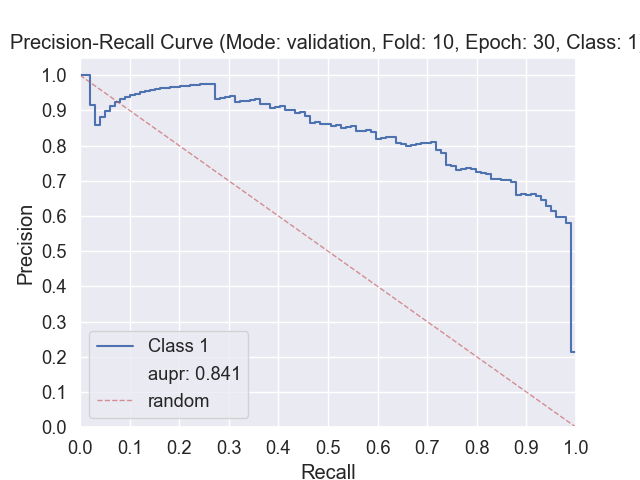 Precision-Recall Curve (Mode: validation, Fold: 10, Epoch: 30, Class: 1
1.0
0.9
0.8
0.7
0.6
0.5
0.4
0.3
0.2
0.1
0.0
Precision
Class 1
aupr: 0.841
random
0.0 0.1 0.2 0.3 0.4 0.5 0.6 0.7 0.8 0.9 1.0
Recall